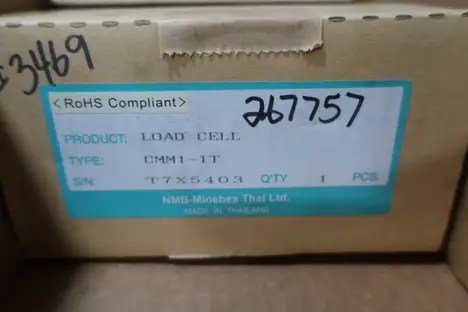 3469
<RoHS Compliant>
267757
PRODUCT: LOAD CELL
TYPE: CMM1-1T
S/N: T7X5403 Q'TY 1 PCS.
NMB-Minebea Thai Ltd.
MADE IN THAILAND